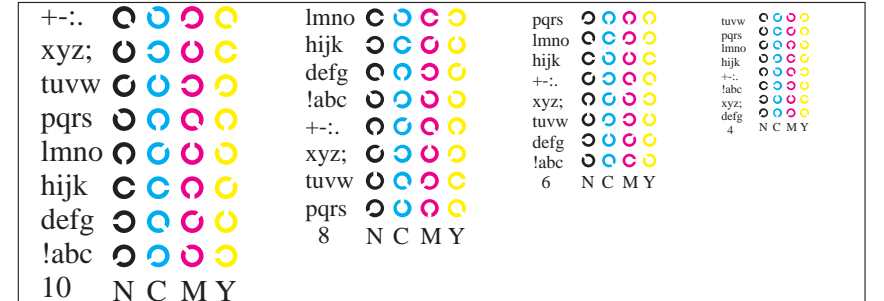 +-:.
xyz;
tuvw
pqrs
lmno
hijk
defg
!abc
10 N C M Y
lmno
hijk
defg
!abc
+-:.
xyz;
tuvw
pqrs
8 N C M Y
pqrs
lmno
hijk
+-:.
xyz;
tuvw
defg
!abc
6 N C M Y
tuvw
pqrs
lmno
hijk
+-:.
!abc
xyz;
defg
4 N C M Y